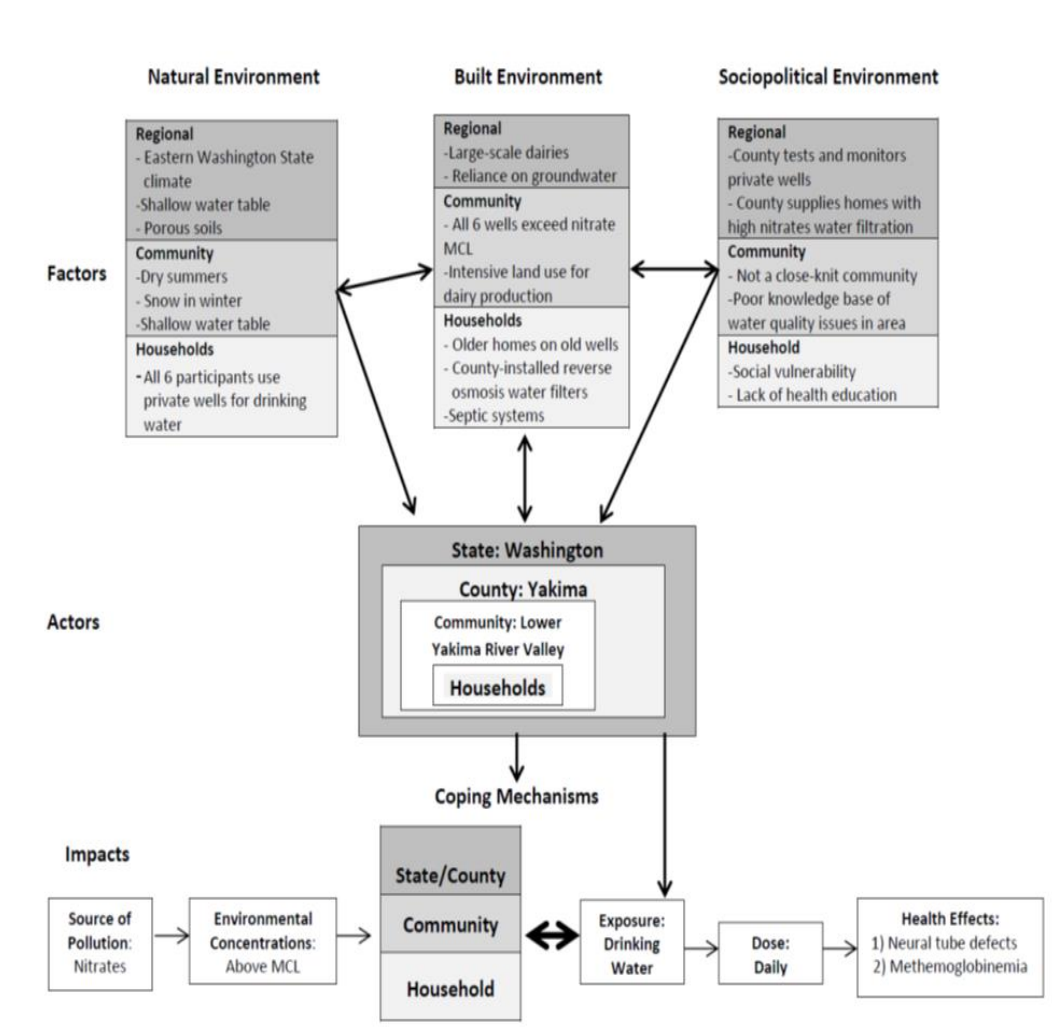 Natural Environment
Built Environment
Sociopolitical Environment
Factors
Regional
- Eastern Washington State
climate
-Shallow water table
- Porous soils
Community
-Dry summers
- Snow in winter
-Shallow water table
Households
-All 6 participants use
private wells for drinking
water
Regional
-Large-scale dairies
- Reliance on groundwater
Community
- All 6 wells exceed nitrate
MCL
-Intensive land use for
dairy production
Households
- Older homes on old wells
- County-installed reverse
osmosis water filters
-Septic systems
Regional
-County tests and monitors
private wells
- County supplies homes with
high nitrates water filtration
Community
- Not a close-knit community
-Poor knowledge base of
water quality issues in area
Household
-Social vulnerability
- Lack of health education
Actors
State: Washington
County: Yakima
Community: Lower
Yakima River Valley
Households
Coping Mechanisms
Impacts
Source of
Pollution:
Nitrates
Environmental
Concentrations:
Above MCL
State/County
Community
Household
Exposure:
Drinking
Water
Dose:
Daily
Health Effects:
1) Neural tube defects
2) Methemoglobinemia